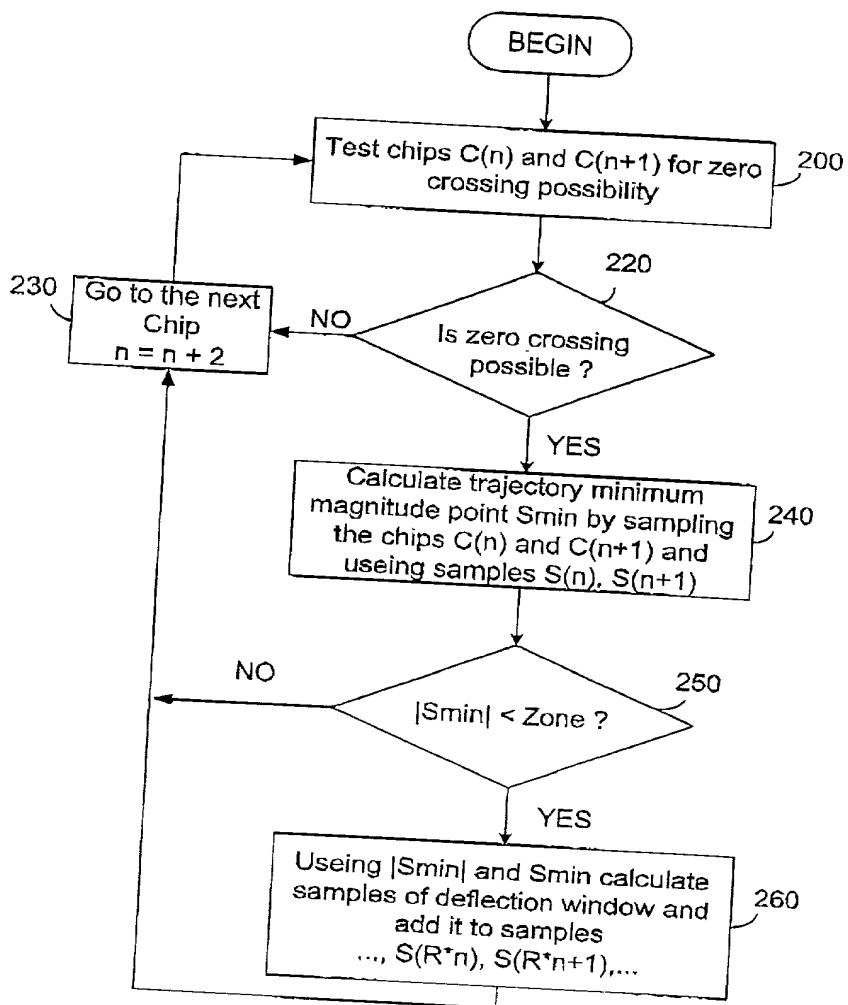 BEGIN
Test chips C(n) and C(n+1) for zero
crossing possibility
200
220
230
Go to the next
Chip
n = n + 2
NO
Is zero crossing
possible ?
YES
Calculate trajectory minimum
magnitude point Smin by sampling
the chips C(n) and C(n+1) and
useing samples S(n), S(n+1)
240
NO
250
|Smin| < Zone ?
YES
Useing |Smin| and Smin calculate
samples of deflection window and
add it to samples
..., S(R*n), S(R*n+1),...
260